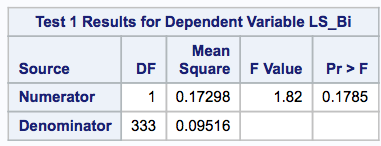 Test 1 Results for Dependent Variable LS_Bi
Source DF Mean Square F Value Pr > F
Numerator 1 0.17298 1.82 0.1785
Denominator 333 0.09516